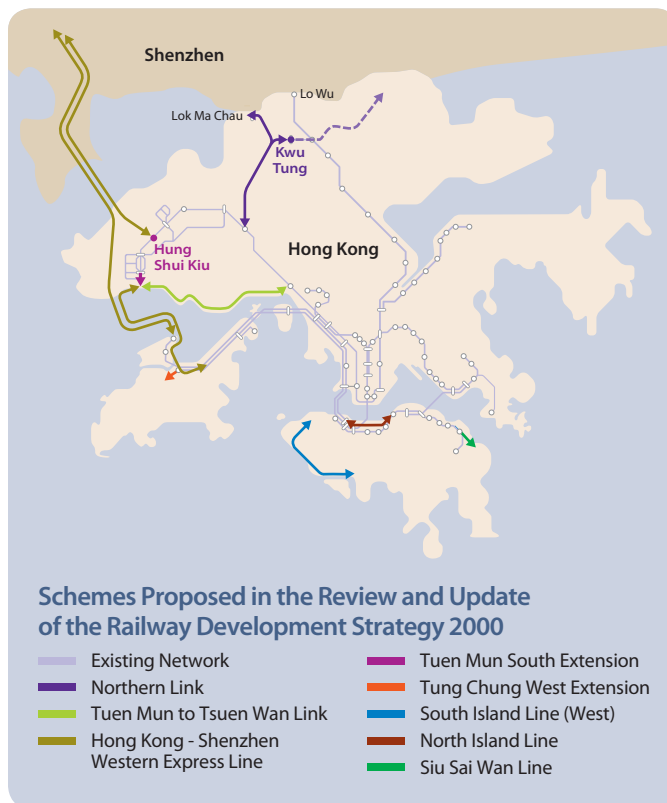 Shenzhen
Lo Wu
Lok Ma Chau
Kwu
Tung
Hong Kong
Hung
Shui Kiu
Schemes Proposed in the Review and Update
of the Railway Development Strategy 2000
Existing Network
Northern Link
Tuen Mun to Tsuen Wan Link
Hong Kong - Shenzhen
Western Express Line
Tuen Mun South Extension
Tung Chung West Extension
South Island Line (West)
North Island Line
Siu Sai Wan Line